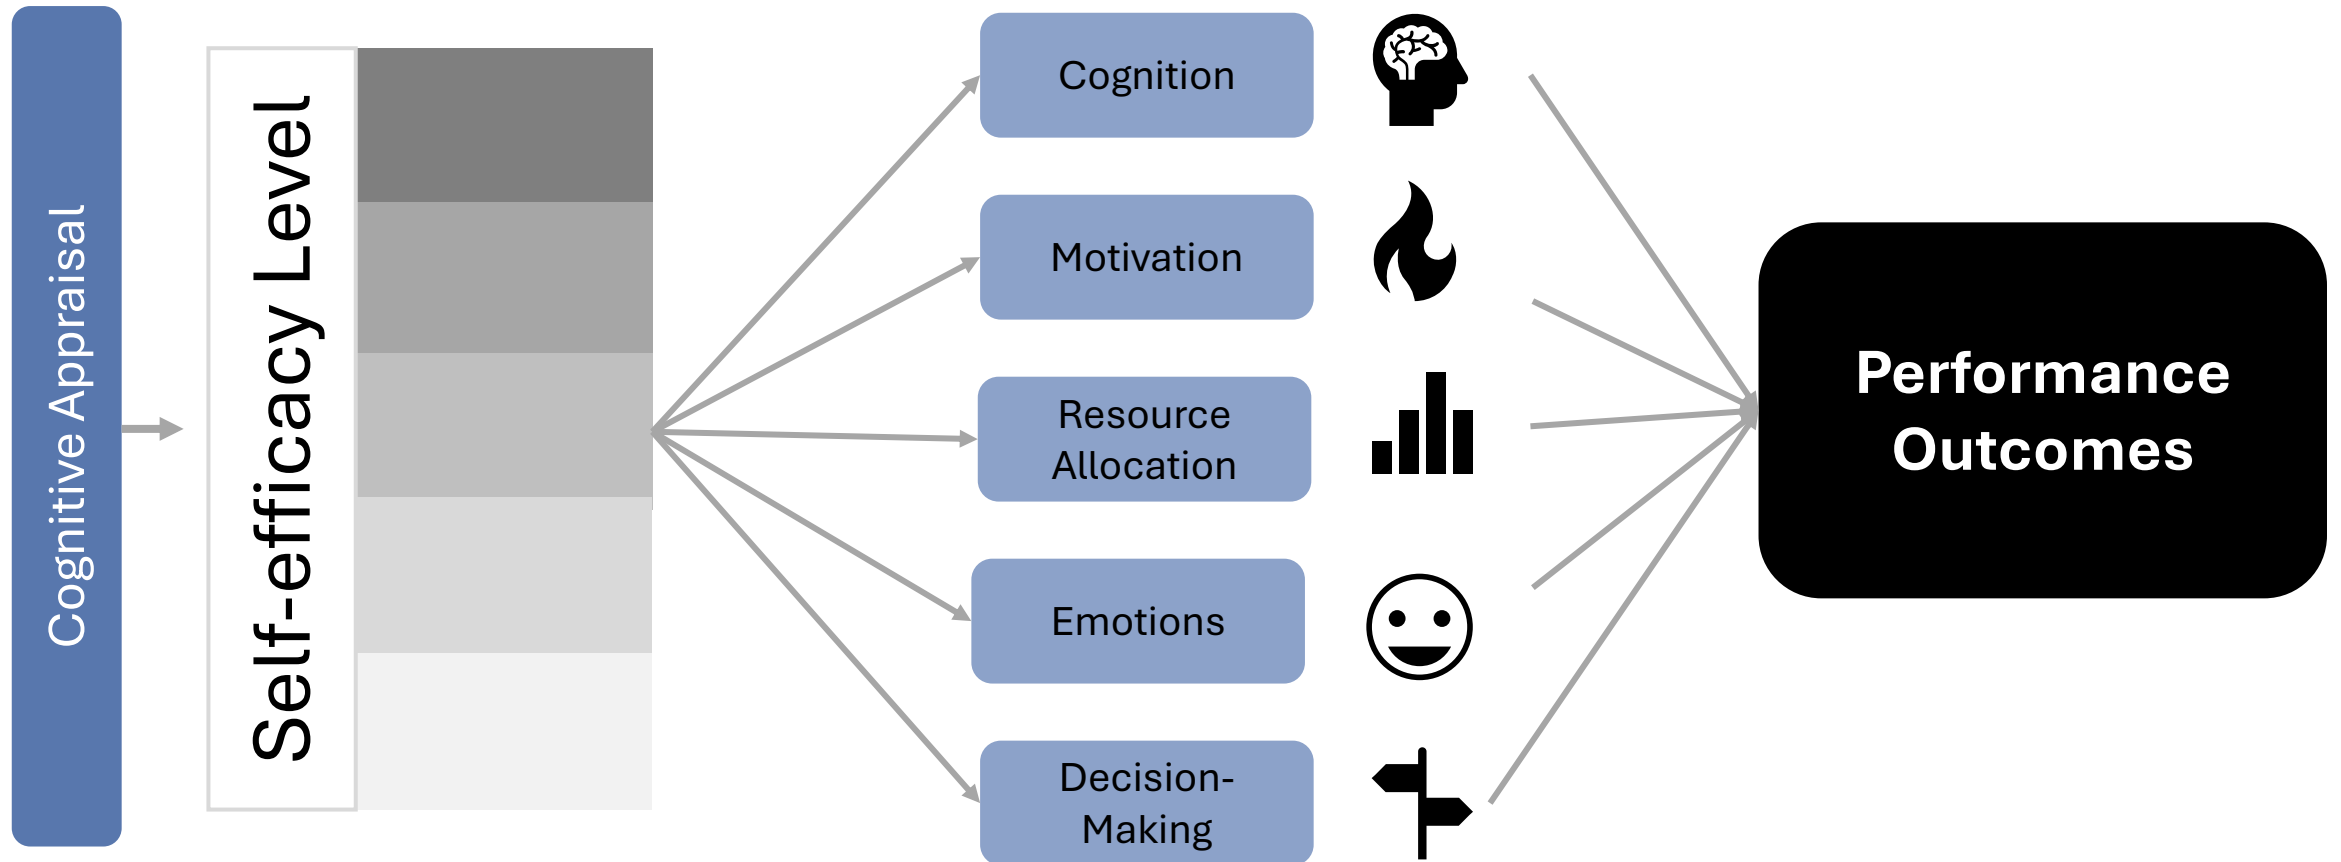 Cognitive Appraisal
Self-efficacy Level
Cognition
Motivation
Resource
Allocation
Emotions
Decision-
Making
Performance
Outcomes